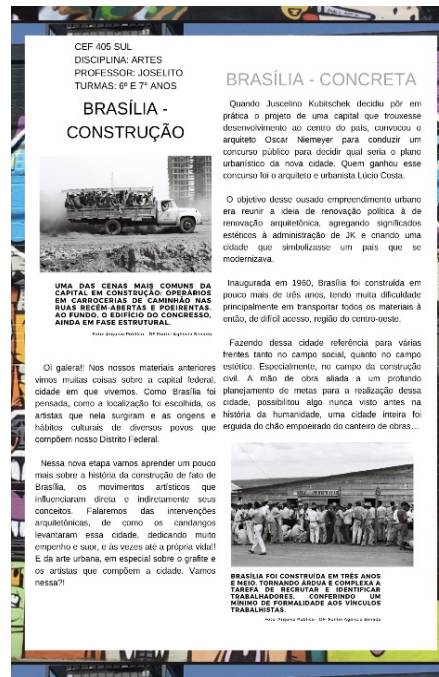 CEF 405 SUL
DISCIPLINA: ARTES
PROFESSOR: JOSELITO
TURMAS: 6º E 7° ANOS
BRASÍLIA -
CONSTRUÇÃO
UMA DAS CENAS MAIS COMUNS DA
CAPITAL EM CONSTRUÇÃO: OPERÁRIOS
EM CARROCERIAS DE CAMINHÃO NAS
RUAS RECÉM-ABERTAS E POEIRENTAS.
AO FUNDO, O EDIFÍCIO DO CONGRESSO,
AINDA EM FASE ESTRUTURAL.
Foto: Arquivo Público - DF Fonte: Agência Senado
Oi galera!! Nos nossos materiais anteriores
vimos muitas coisas sobre a capital federal,
cidade em que vivemos. Como Brasília foi
pensada, como a localização foi escolhida, os
artistas que nela surgiram e as origens e
hábitos culturais de diversos povos que
compõem nosso Distrito Federal.
Nessa nova etapa vamos aprender um pouco
mais sobre a história da construção de fato de
Brasília, os movimentos artísticos que
influenciaram direta e indiretamente seus
conceitos. Falaremos das intervenções
arquitetônicas, de como os candangos
levantaram essa cidade, dedicando muito
empenho e suor, e às vezes até a própria vida!!
E da arte urbana, em especial sobre o grafite e
os artistas que compõem a cidade. Vamos
nessa?!
BRASÍLIA - CONCRETA
Quando Juscelino Kubitschek decidiu pôr em
prática o projeto de uma capital que trouxesse
desenvolvimento ao centro do país, convocou o
arquiteto Oscar Niemeyer para conduzir um
concurso público para decidir qual seria o plano
urbanístico da nova cidade. Quem ganhou esse
concurso foi o arquiteto e urbanista Lúcio Costa.
O objetivo desse ousado empreendimento urbano
era reunir a ideia de renovação política à de
renovação arquitetônica, agregando significados
estéticos à administração de JK e criando uma
cidade que simbolizasse um país que se
modernizava.
Inaugurada em 1960, Brasília foi construída em
pouco mais de três anos, tendo muita dificuldade
principalmente em transportar todos os materiais à
então, de difícil acesso, região do centro-oeste.
Fazendo dessa cidade referência para várias
frentes tanto no campo social, quanto no campo
estético. Especialmente, no campo da construção
civil. A mão de obra aliada a um profundo
planejamento de metas para a realização dessa
cidade, possibilitou algo nunca visto antes na
história da humanidade, uma cidade inteira foi
erguida do chão empoeirado do canteiro de obras...
BRASÍLIA FOI CONSTRUÍDA EM TRÊS ANOS
E MEIO, TORNANDO ÁRDUA E COMPLEXA A
TAREFA DE RECRUTAR E IDENTIFICAR
TRABALHADORES, CONFERINDO UM
MÍNIMO DE FORMALIDADE AOS VÍNCULOS
TRABALHISTAS.
Foto: Arquivo Público - DF- Fonte: Agência Senado